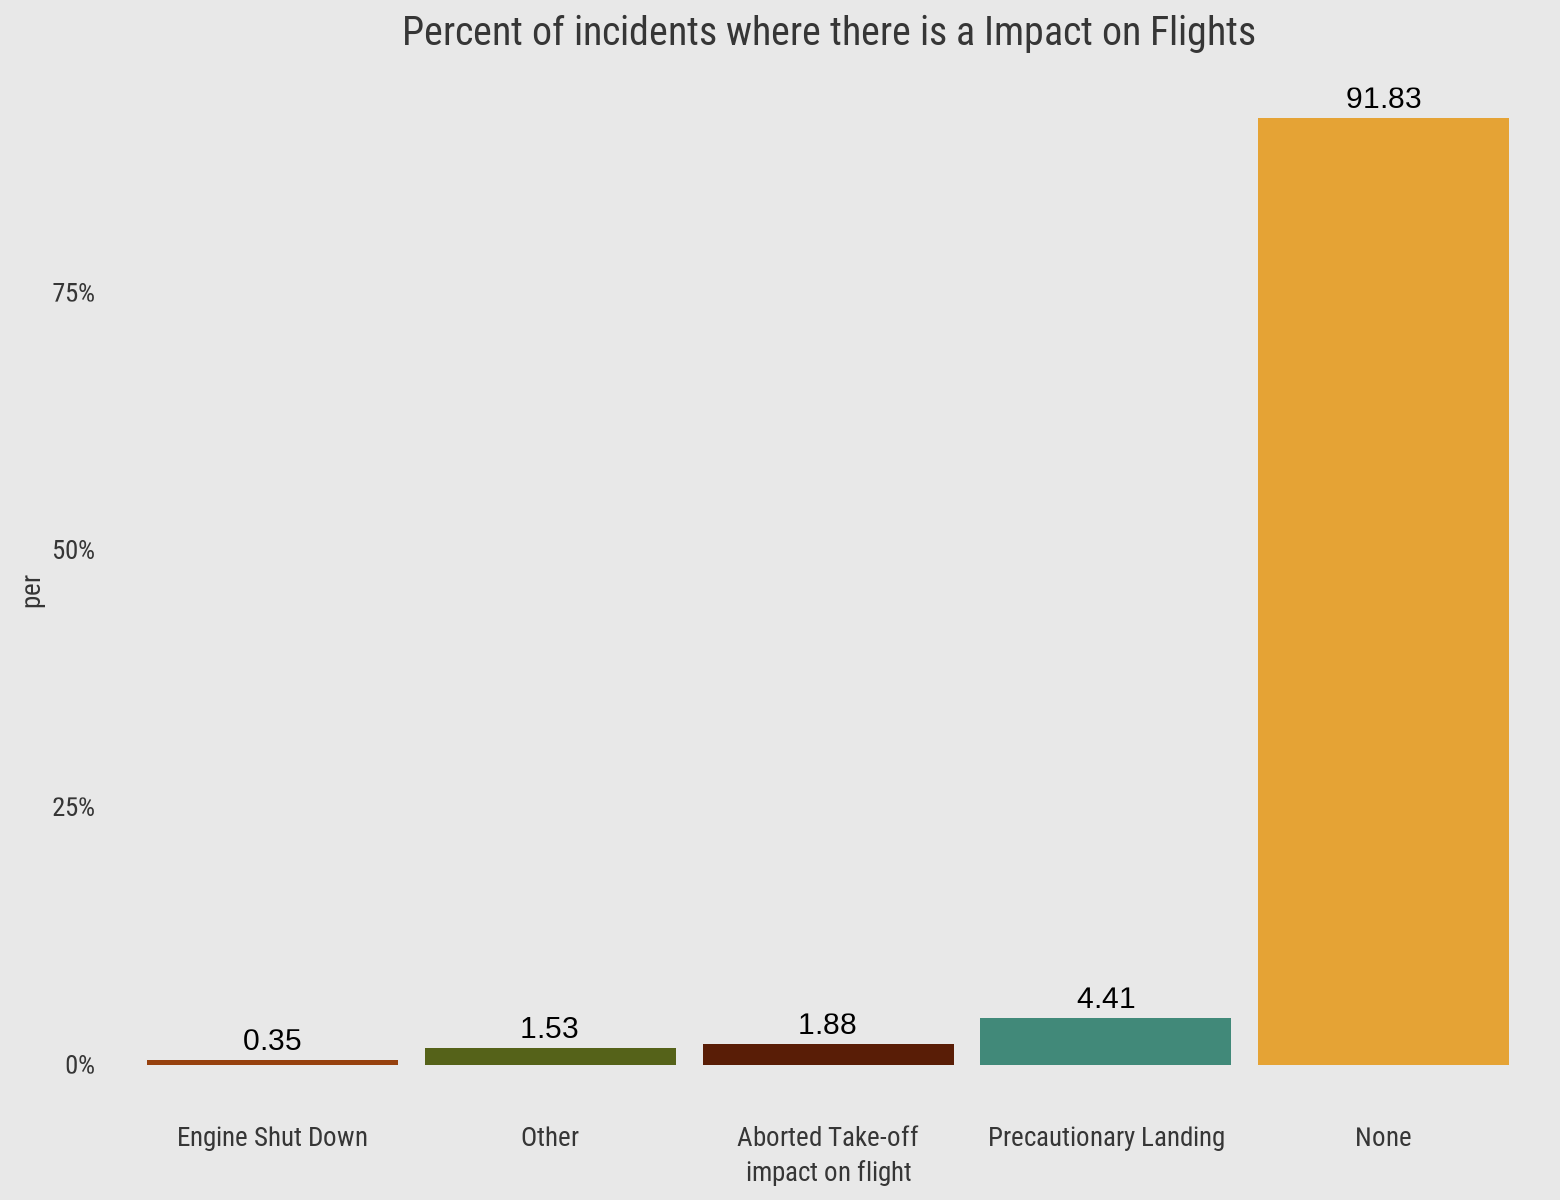 Percent of incidents where there is a Impact on Flights
91.83
75%
50%
per
25%
4.41
1.88
1.53
0.35
0%
Engine Shut Down
Other
Aborted Take-off
Precautionary Landing
None
impact on flight